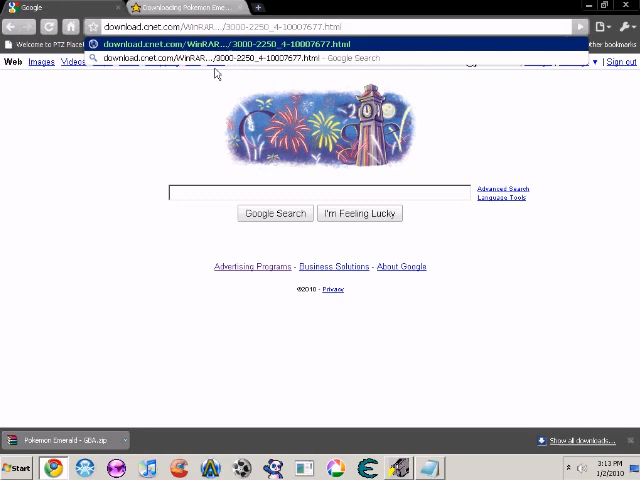 Google
Downloading Pokemon Eme...
download.cnet.com/WinRAR.../3000-2250_4-10007677.html
Welcome to PTZ Place
Other bookmarks
download.cnet.com/WinRAR.../3000-2250_4-10007677.html
download.cnet.com/WinRAR.../3000-2250_4-10007677.html - Google Search
Web Images Videos Sign out
Advanced Search
Language Tools
Google Search I'm Feeling Lucky
Advertising Programs - Business Solutions - About Google
©2010 - Privacy
Pokemon Emerald - GBA.zip
Show all downloads...
Start
3:13 PM
1/2/2010